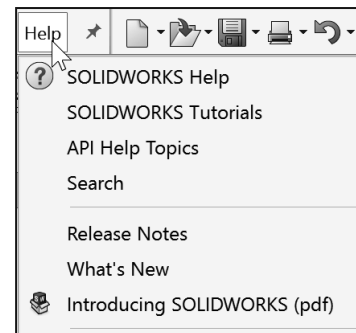 Help
SOLIDWORKS Help
SOLIDWORKS Tutorials
API Help Topics
Search
Release Notes
What's New
Introducing SOLIDWORKS (pdf)